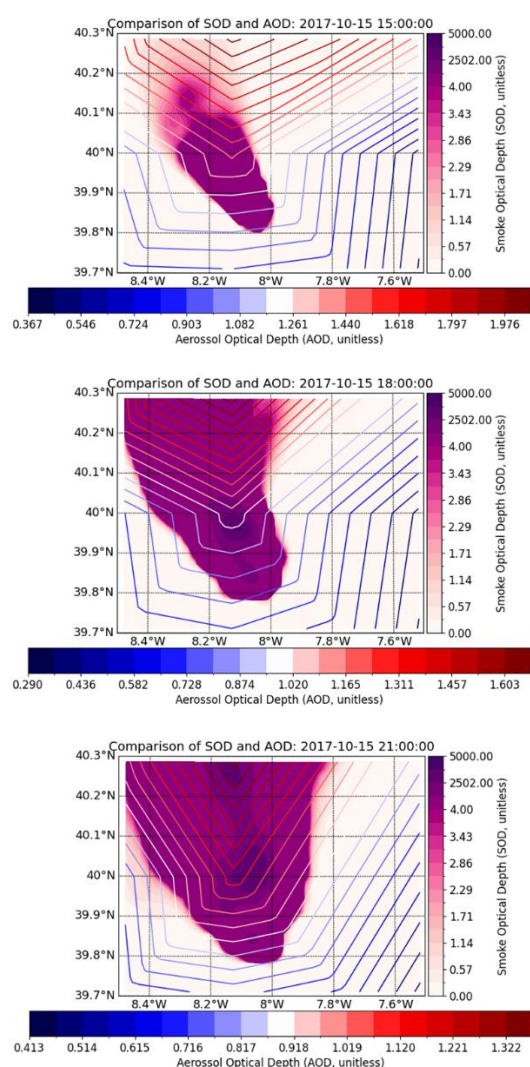 Comparison of SOD and AOD: 2017-10-15 15:00:00
40.3°N
40.2°N
40.1°N
40°N
39.9°N
39.8°N
39.7°N
8.4°W 8.2°W 8°W 7.8°W 7.6°W
5000.00
2502.00
4.00
3.43
2.86
2.29
1.71
1.14
0.57
0.00
Smoke Optical Depth (SOD, unitless)
0.367 0.546 0.724 0.903 1.082 1.261 1.440 1.618 1.797 1.976
Aerossol Optical Depth (AOD, unitless)
Comparison of SOD and AOD: 2017-10-15 18:00:00
40.3°N
40.2°N
40.1°N
40°N
39.9°N
39.8°N
39.7°N
8.4°W 8.2°W 8°W 7.8°W 7.6°W
5000.00
2502.00
4.00
3.43
2.86
2.29
1.71
1.14
0.57
0.00
Smoke Optical Depth (SOD, unitless)
0.290 0.436 0.582 0.728 0.874 1.020 1.165 1.311 1.457 1.603
Aerossol Optical Depth (AOD, unitless)
Comparison of SOD and AOD: 2017-10-15 21:00:00
40.3°N
40.2°N
40.1°N
40°N
39.9°N
39.8°N
39.7°N
8.4°W 8.2°W 8°W 7.8°W 7.6°W
5000.00
2502.00
4.00
3.43
2.86
2.29
1.71
1.14
0.57
0.00
Smoke Optical Depth (SOD, unitless)
0.413 0.514 0.615 0.716 0.817 0.918 1.019 1.120 1.221 1.322
Aerossol Optical Depth (AOD, unitless)